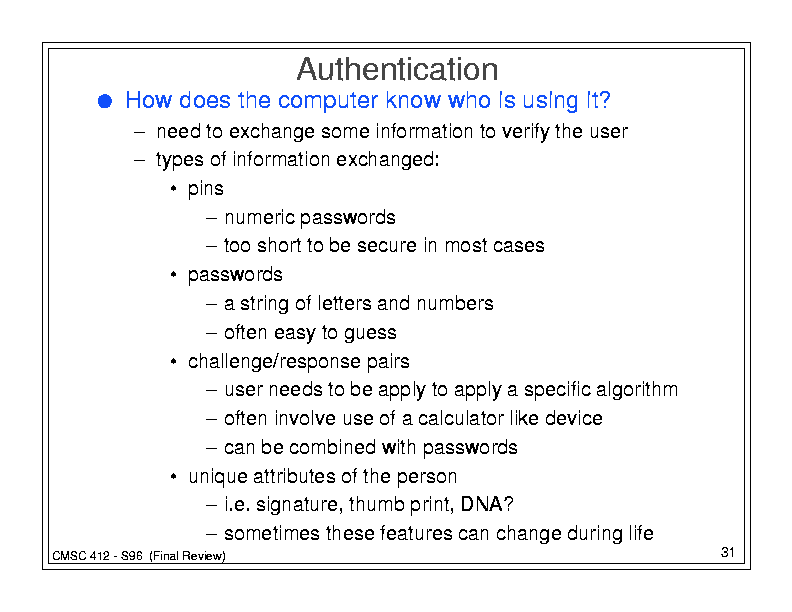 Authentication
● How does the computer know who is using it?
– need to exchange some information to verify the user
– types of information exchanged:
• pins
– numeric passwords
– too short to be secure in most cases
• passwords
– a string of letters and numbers
– often easy to guess
• challenge/response pairs
– user needs to be apply to apply a specific algorithm
– often involve use of a calculator like device
– can be combined with passwords
• unique attributes of the person
– i.e. signature, thumb print, DNA?
– sometimes these features can change during life
CMSC 412 - S96 (Final Review)
31